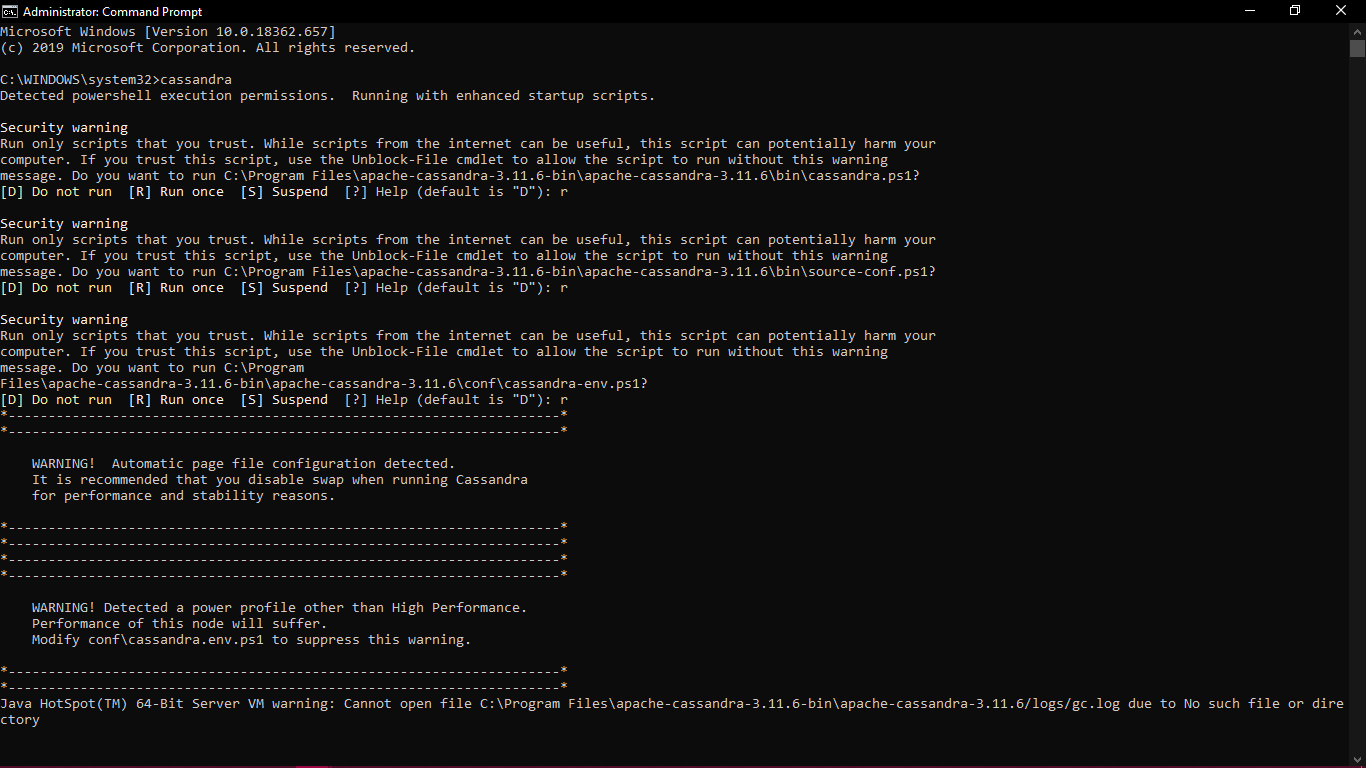 Administrator: Command Prompt
Microsoft Windows [Version 10.0.18362.657]
(c) 2019 Microsoft Corporation. All rights reserved.
C:\WINDOWS\system32>cassandra
Detected powershell execution permissions.  Running with enhanced startup scripts.
Security warning
Run only scripts that you trust. While scripts from the internet can be useful, this script can potentially harm your
computer. If you trust this script, use the Unblock-File cmdlet to allow the script to run without this warning
message. Do you want to run C:\Program Files\apache-cassandra-3.11.6-bin\apache-cassandra-3.11.6\bin\cassandra.ps1?
[D] Do not run  [R] Run once  [S] Suspend  [?] Help (default is "D"): r
Security warning
Run only scripts that you trust. While scripts from the internet can be useful, this script can potentially harm your
computer. If you trust this script, use the Unblock-File cmdlet to allow the script to run without this warning
message. Do you want to run C:\Program Files\apache-cassandra-3.11.6-bin\apache-cassandra-3.11.6\bin\source-conf.ps1?
[D] Do not run  [R] Run once  [S] Suspend  [?] Help (default is "D"): r
Security warning
Run only scripts that you trust. While scripts from the internet can be useful, this script can potentially harm your
computer. If you trust this script, use the Unblock-File cmdlet to allow the script to run without this warning
message. Do you want to run C:\Program
Files\apache-cassandra-3.11.6-bin\apache-cassandra-3.11.6\conf\cassandra-env.ps1?
[D] Do not run  [R] Run once  [S] Suspend  [?] Help (default is "D"): r
*---------------------------------------------------------------------*
*---------------------------------------------------------------------*
WARNING!  Automatic page file configuration detected.
It is recommended that you disable swap when running Cassandra
for performance and stability reasons.
*---------------------------------------------------------------------*
*---------------------------------------------------------------------*
*---------------------------------------------------------------------*
*---------------------------------------------------------------------*
WARNING! Detected a power profile other than High Performance.
Performance of this node will suffer.
Modify conf\cassandra.env.ps1 to suppress this warning.
*---------------------------------------------------------------------*
*---------------------------------------------------------------------*
Java HotSpot(TM) 64-Bit Server VM warning: Cannot open file C:\Program Files\apache-cassandra-3.11.6-bin\apache-cassandra-3.11.6/logs/gc.log due to No such file or dire
ctory